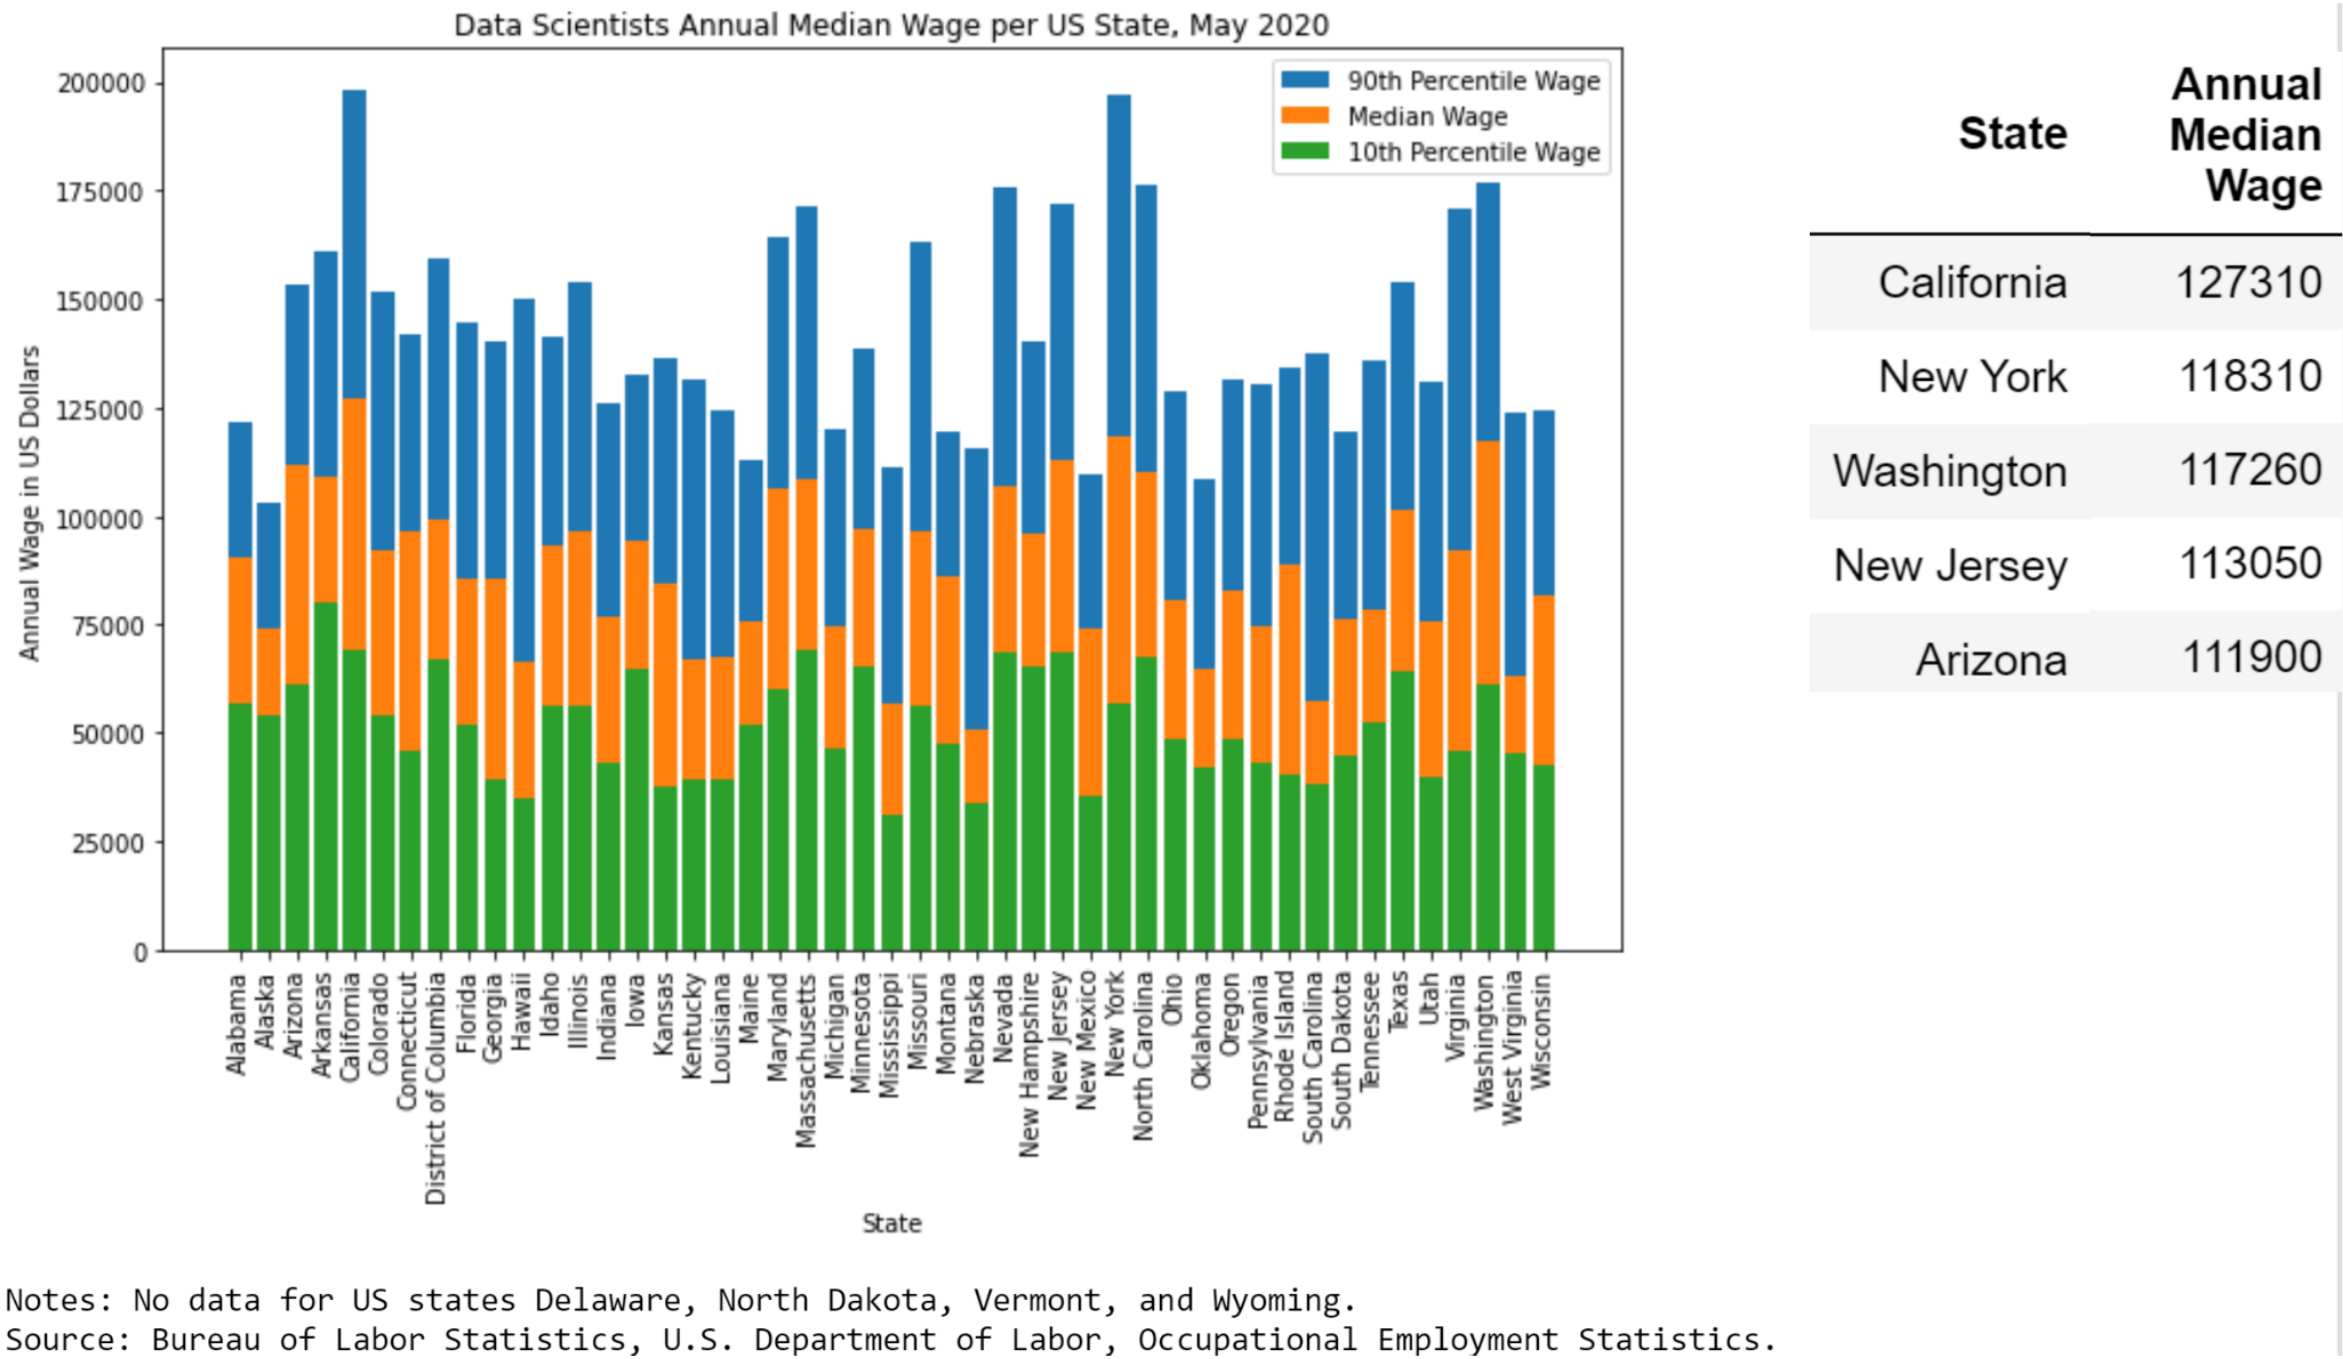 Data Scientists Annual Median Wage per US State, May 2020
200000
175000
150000
125000
100000
75000
50000
25000
0
Annual Wage in US Dollars
90th Percentile Wage
Median Wage
10th Percentile Wage
Alabama
Alaska
Arizona
Arkansas
California
Colorado
Connecticut
District of Columbia
Florida
Georgia
Hawaii
Idaho
Illinois
Indiana
Iowa
Kansas
Kentucky
Louisiana
Maine
Maryland
Massachusetts
Michigan
Minnesota
Mississippi
Missouri
Montana
Nebraska
Nevada
New Hampshire
New Jersey
New Mexico
New York
North Carolina
Ohio
Oklahoma
Oregon
Pennsylvania
Rhode Island
South Carolina
South Dakota
Tennessee
Texas
Utah
Virginia
Washington
West Virginia
Wisconsin
State
State Annual Median Wage
California 127310
New York 118310
Washington 117260
New Jersey 113050
Arizona 111900
Notes: No data for US states Delaware, North Dakota, Vermont, and Wyoming.
Source: Bureau of Labor Statistics, U.S. Department of Labor, Occupational Employment Statistics.